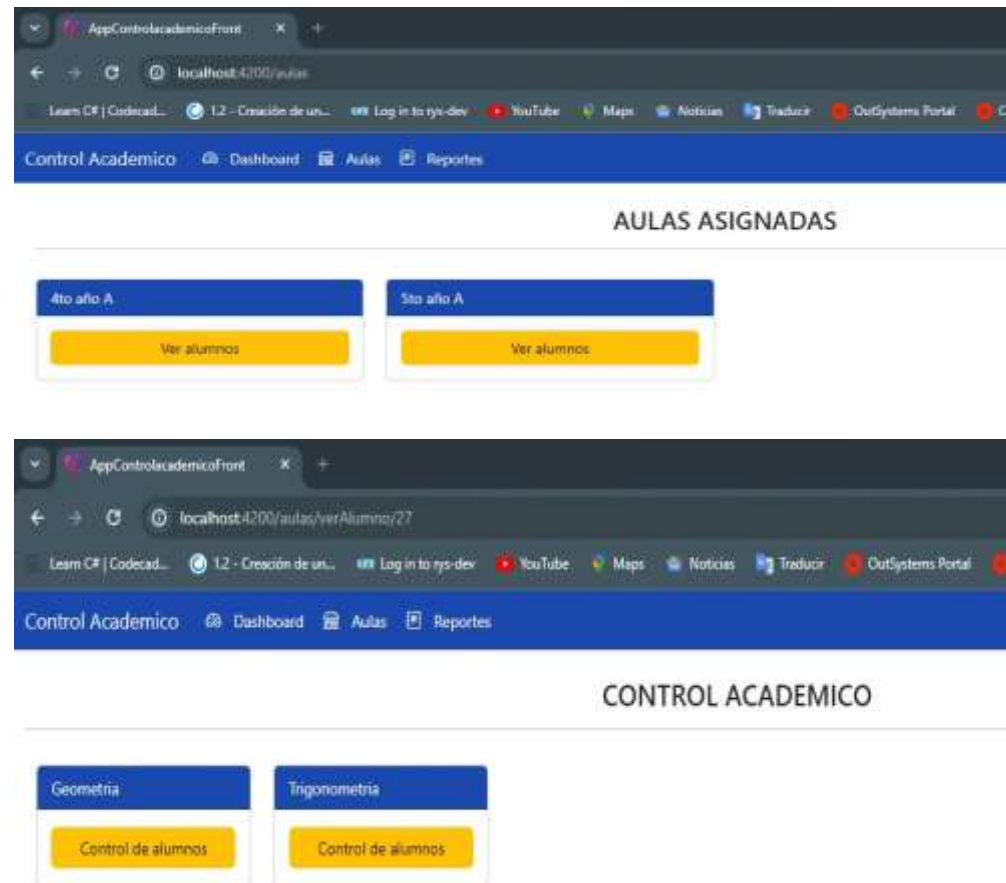 AppControlacademicoFront
localhost:4200/aulas
Learn C# | Codecad... 1.2 - Creación de un... Log in to rys-dev YouTube Maps Noticias Traducir OutSystems Portal
Control Academico Dashboard Aulas Reportes
AULAS ASIGNADAS
4to año A 5to año A
Ver alumnos Ver alumnos
AppControlacademicoFront
localhost:4200/aulas/verAlumno/27
Learn C# | Codecad... 1.2 - Creación de un... Log in to rys-dev YouTube Maps Noticias Traducir OutSystems Portal
Control Academico Dashboard Aulas Reportes
CONTROL ACADEMICO
Geometria Trigonometria
Control de alumnos Control de alumnos